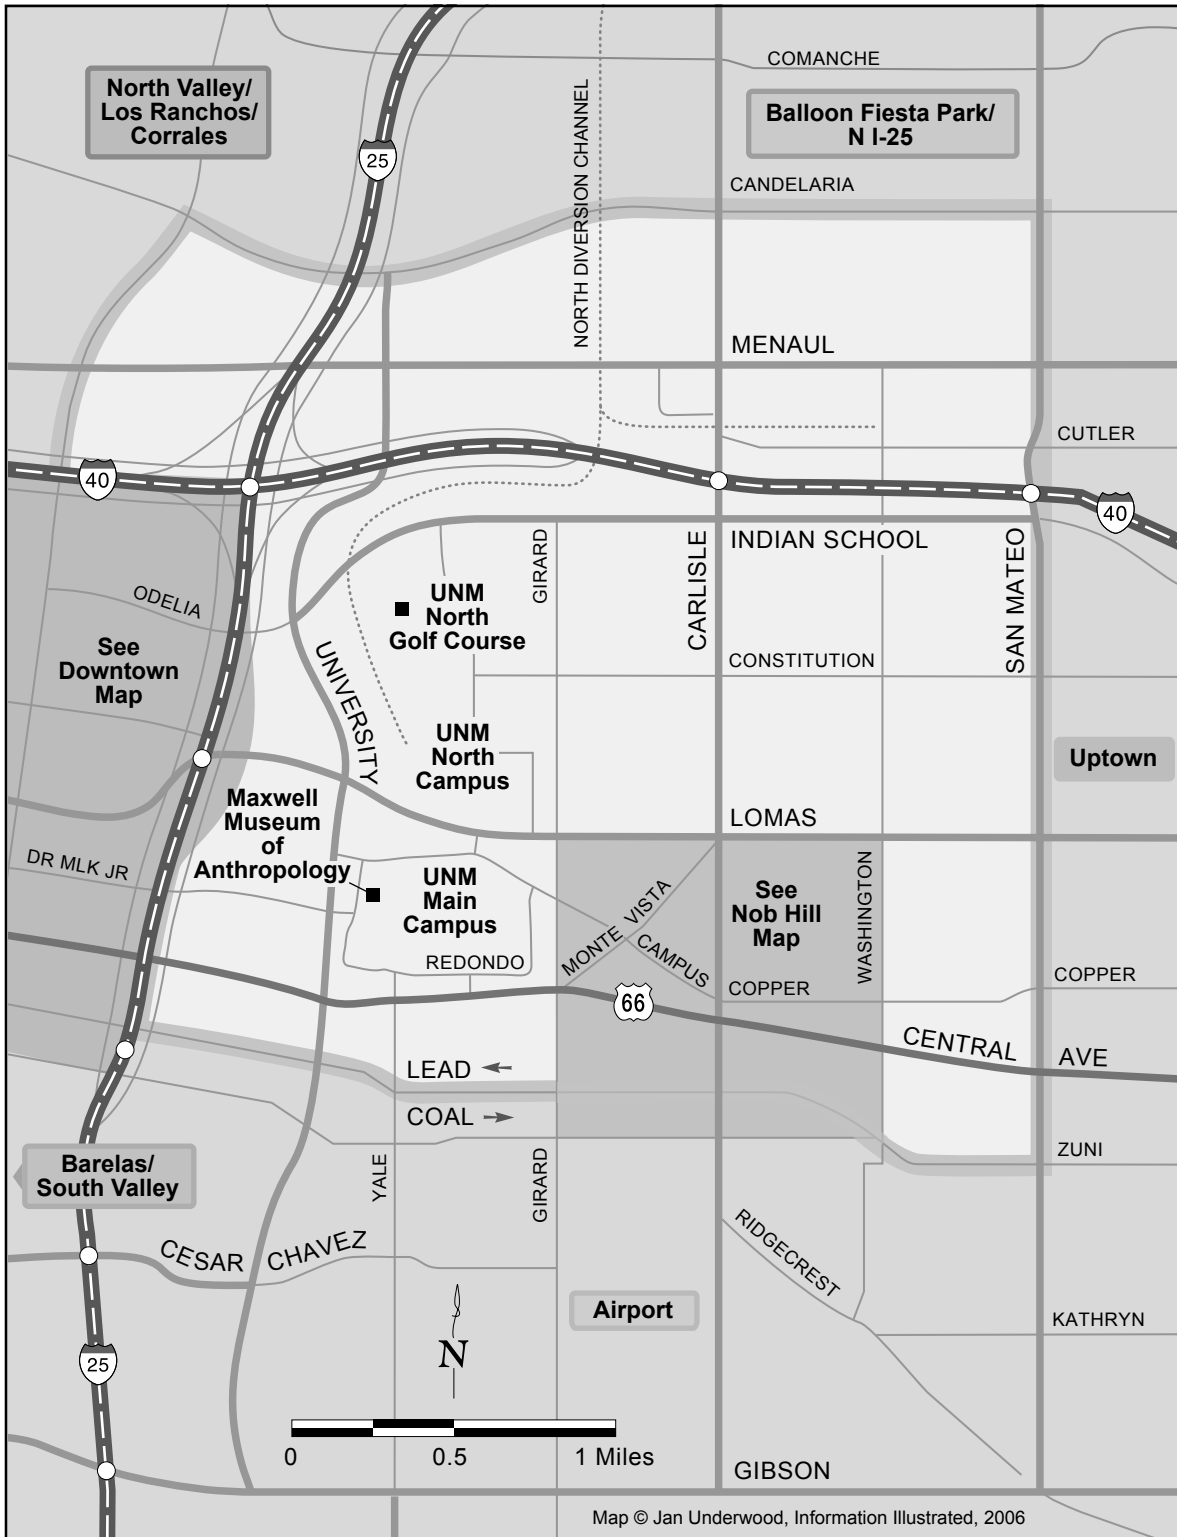 COMANCHE
North Valley/
Los Ranchos/
Corrales
25
NORTH DIVERSION CHANNEL
Balloon Fiesta Park/
N I-25
CANDELARIA
MENAUL
CUTLER
40
40
INDIAN SCHOOL
GIRARD
CARLISLE
SAN MATEO
ODELIA
UNM
North
Golf Course
See
Downtown
Map
UNIVERSITY
CONSTITUTION
UNM
North
Campus
Uptown
Maxwell
Museum
of
Anthropology
LOMAS
DR MLK JR
UNM
Main
Campus
MONTE VISTA
CAMPUS
See
Nob Hill
Map
WASHINGTON
REDONDO
COPPER
COPPER
66
CENTRAL
AVE
LEAD
COAL
ZUNI
Barelas/
South Valley
YALE
GIRARD
RIDGECREST
CESAR CHAVEZ
Airport
KATHRYN
N
25
0 0.5 1 Miles
GIBSON
Map © Jan Underwood, Information Illustrated, 2006